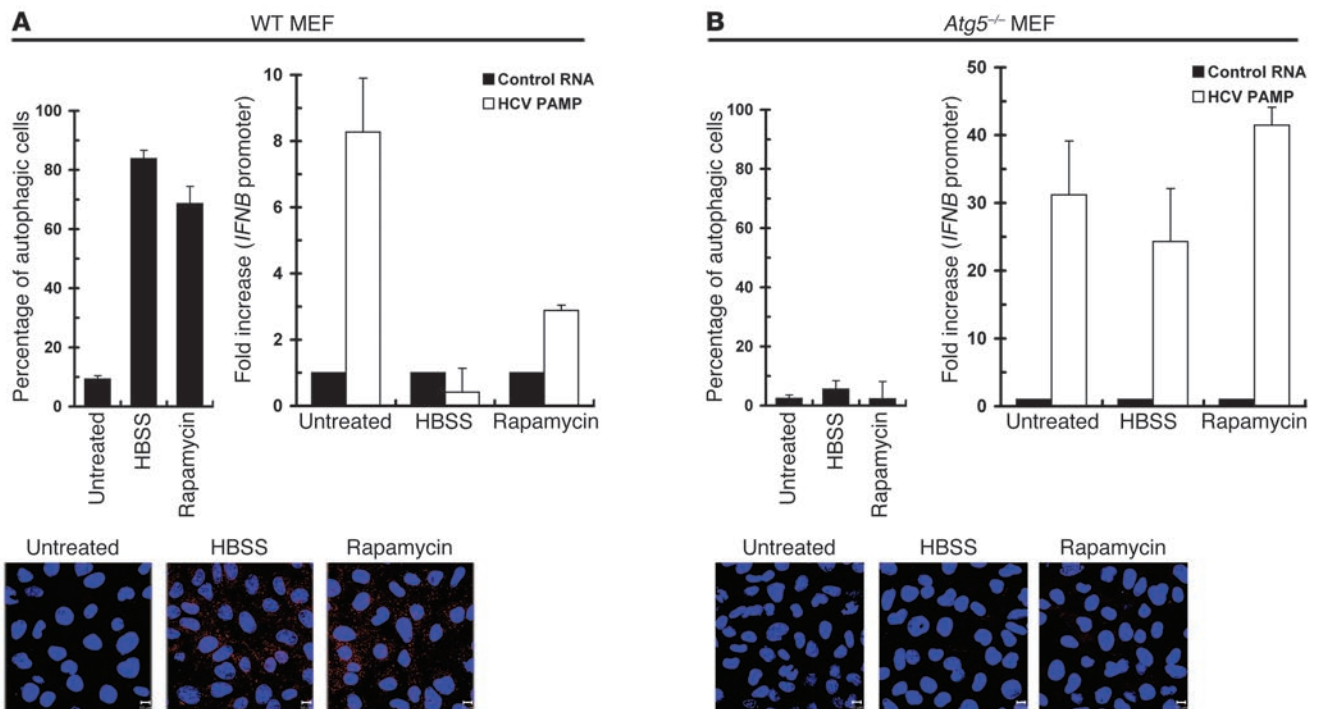 A
WT MEF
Percentage of autophagic cells
100
80
60
40
20
0
Untreated
HBSS
Rapamycin
Fold increase (IFNB promoter)
10
8
6
4
2
0
Control RNA
HCV PAMP
Untreated
HBSS
Rapamycin
Untreated
HBSS
Rapamycin
B
Atg5–/– MEF
Percentage of autophagic cells
100
80
60
40
20
0
Untreated
HBSS
Rapamycin
Fold increase (IFNB promoter)
50
40
30
20
10
0
Control RNA
HCV PAMP
Untreated
HBSS
Rapamycin
Untreated
HBSS
Rapamycin